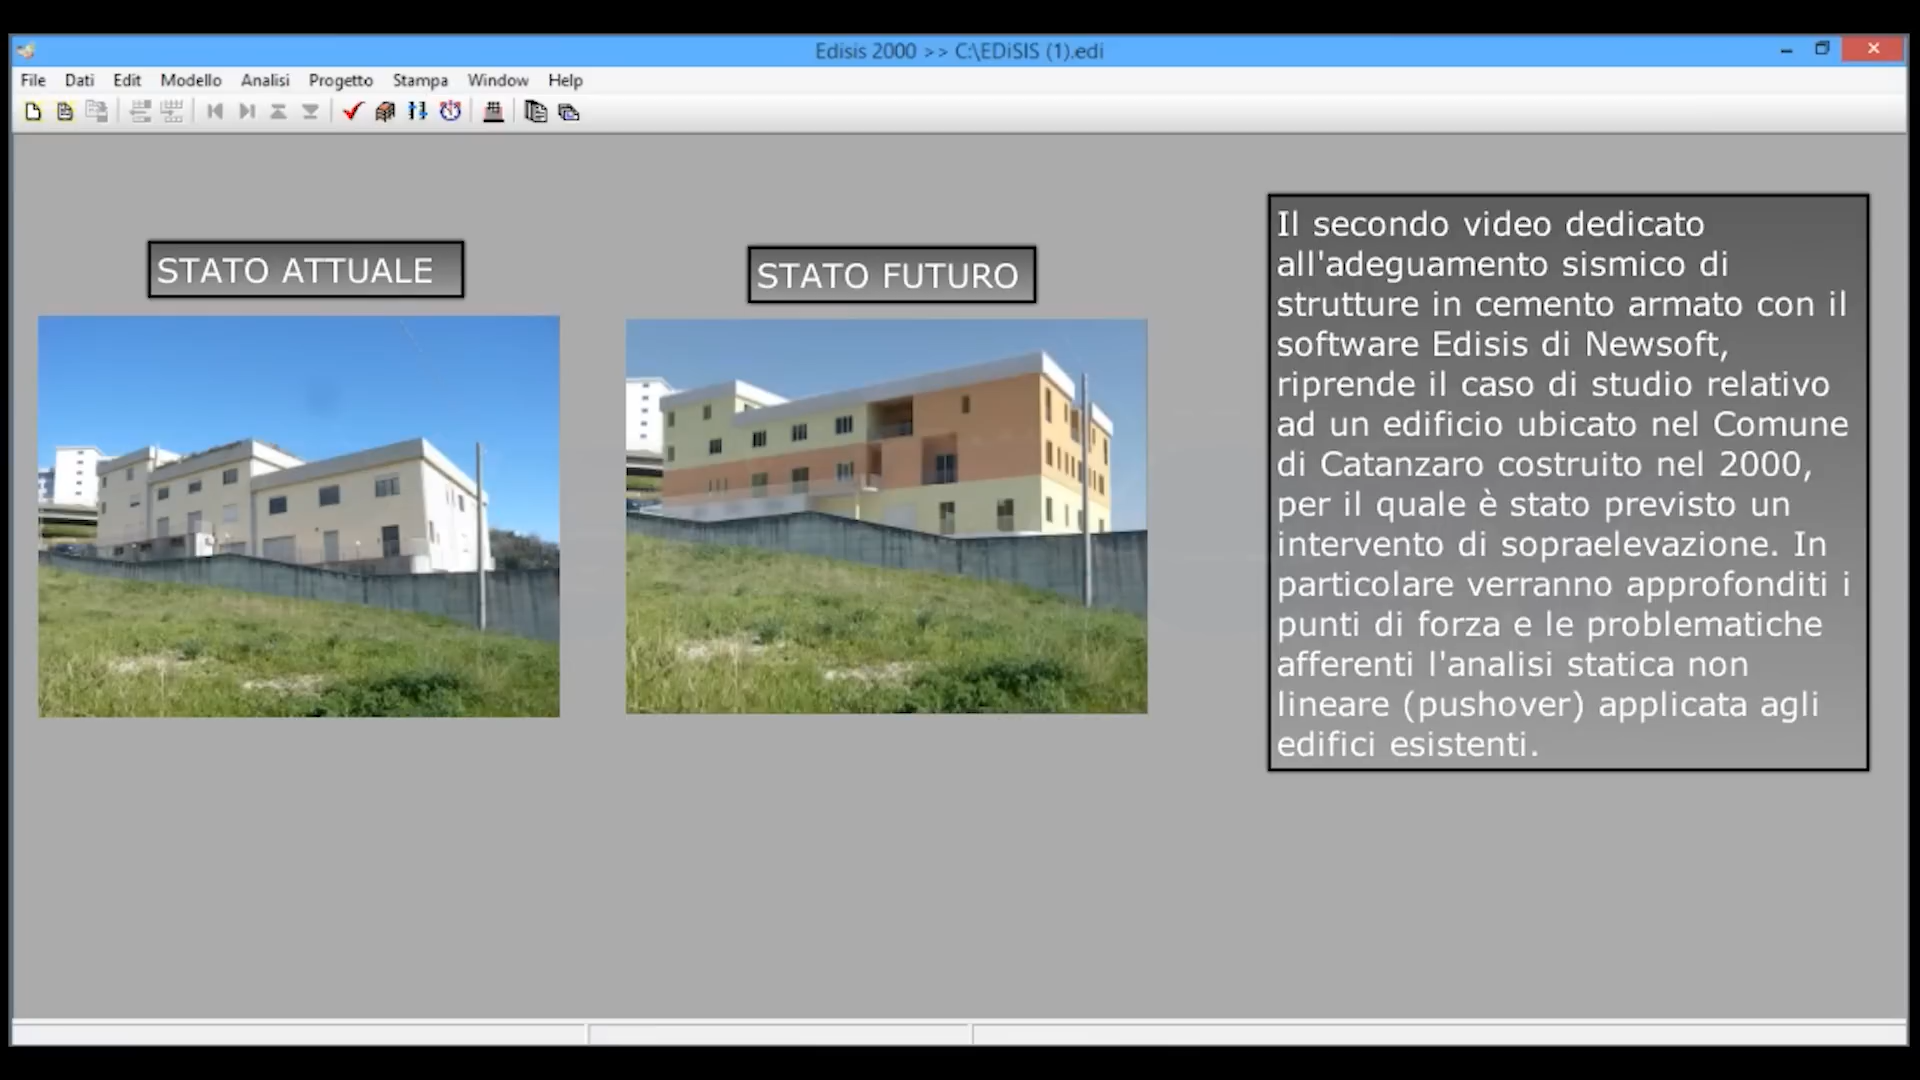 Edisis 2000 >> C:\EDiSIS (1).edi
File Dati Edit Modello Analisi Progetto Stampa Window Help
STATO ATTUALE
STATO FUTURO
Il secondo video dedicato
all'adeguamento sismico di
strutture in cemento armato con il
software Edisis di Newsoft,
riprende il caso di studio relativo
ad un edificio ubicato nel Comune
di Catanzaro costruito nel 2000,
per il quale è stato previsto un
intervento di sopraelevazione. In
particolare verranno approfonditi i
punti di forza e le problematiche
afferenti l'analisi statica non
lineare (pushover) applicata agli
edifici esistenti.